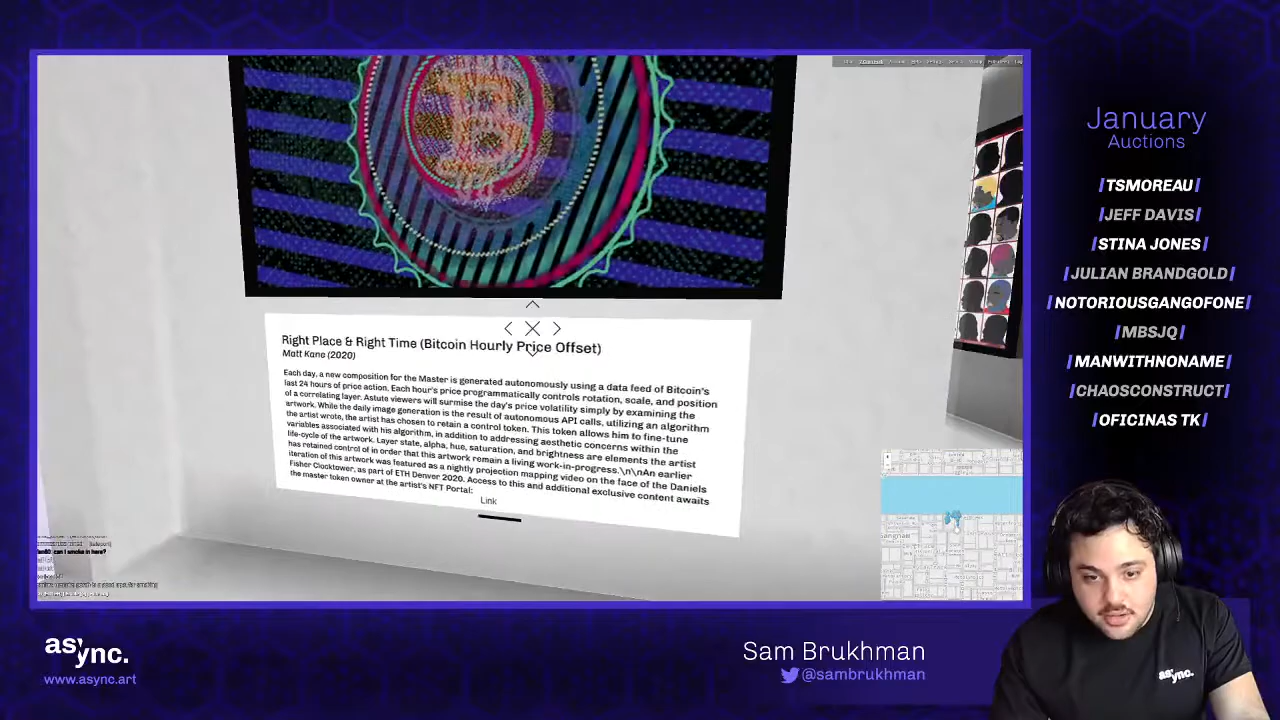 Right Place & Right Time (Bitcoin Hourly Price Offset)
Matt Kane (2020)
Each day, a new composition for the Master is generated autonomously using a data feed of Bitcoin's
last 24 hours of price action. Each hour's price programmatically controls rotation, scale, and position
of a correlating layer. Astute viewers will surmise the day's price volatility simply by examining the
artwork. While the daily image generation is the result of autonomous API calls, utilizing an algorithm
the artist wrote, the artist has chosen to retain a control token. This token allows him to fine-tune
variables associated with his algorithm, in addition to addressing aesthetic concerns within the
life-cycle of the artwork. Layer state, alpha, hue, saturation, and brightness are elements the artist
has retained control of in order that this artwork remain a living work-in-progress.\n\nAn earlier
iteration of this artwork was featured as a nightly projection mapping video on the face of the Daniels
Fisher Clocktower, as part of ETH Denver 2020. Access to this and additional exclusive content awaits
the master token owner at the artist's NFT Portal:
Link
can I smoke in here?
January
Auctions
/TSMOREAU/
/JEFF DAVIS/
/STINA JONES/
/JULIAN BRANDGOLD/
/NOTORIOUSGANGOFONE/
/MBSJQ/
/MANWITHNONAME/
/CHAOSCONSTRUCT/
/OFICINAS TK/
as'
ync.
www.async.art
Sam Brukhman
@sambrukhman
as'
ync.